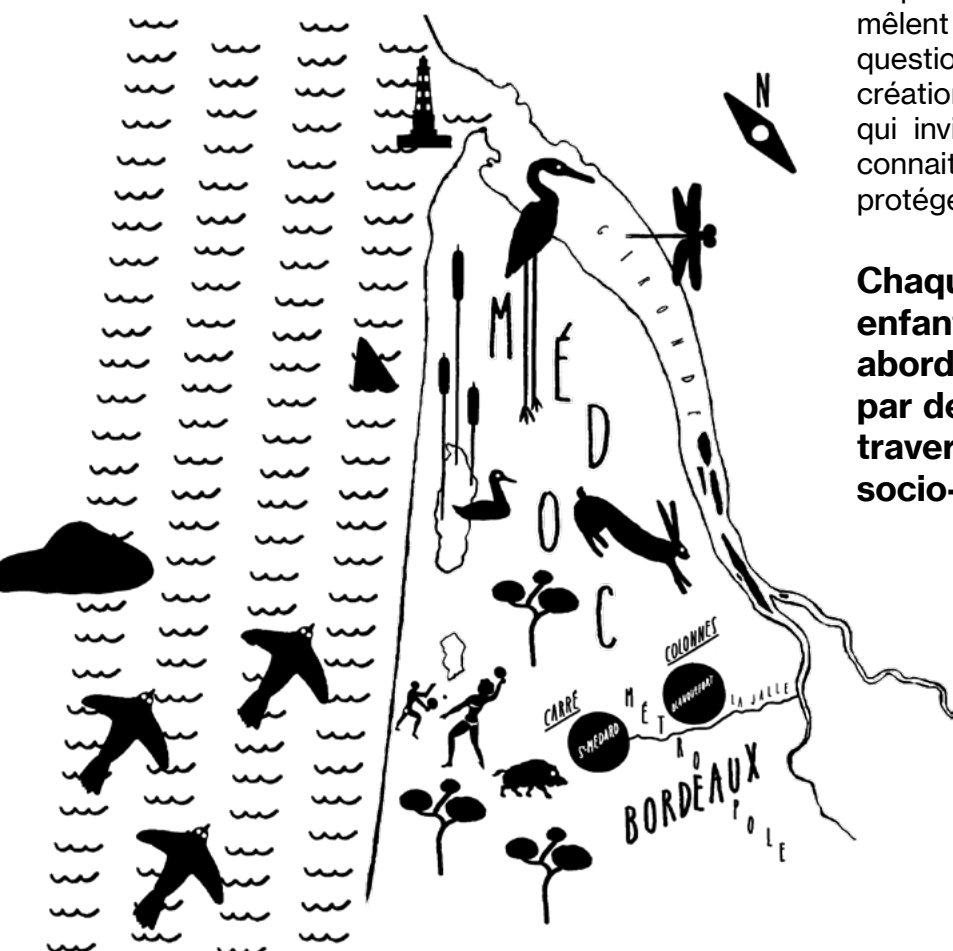 mêlent
questio
création
qui invi
connait
protége
Chaqu
enfant
abord
par de
traver
socio-
N
GIRONDE
MÉDOC
COLONNES
BLANQUEFORT
LA JALLE
CARRÉ
ST-MÉDARD
MÉTROPOLE
BORDEAUX